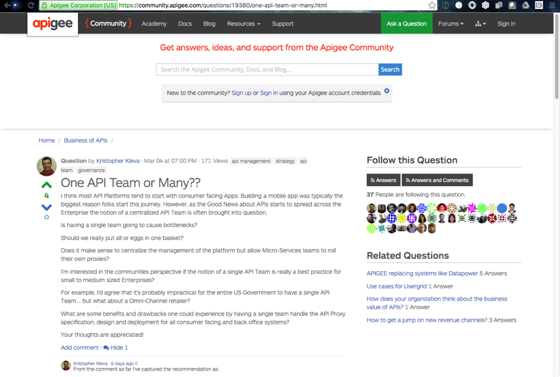 Apigee Corporation [US] https://community.apigee.com/questions/19380/one-api-team-or-many.html
apigee { Community } Academy Docs Blog Resources Support Ask a Question Forums Sign in
Get answers, ideas, and support from the Apigee Community
Search the Apigee Community, Docs, and Blog... Search
New to the community? Sign up or Sign in using your Apigee account credentials.
Home / Business of APIs /
Question by Kristopher Kleva · Mar 04 at 07:00 PM · 171 Views api management strategy api
team governance
4
One API Team or Many??
I think most API Platforms tend to start with consumer facing Apps. Building a mobile app was typically the
biggest reason folks start this journey. However, as the Good News about APIs starts to spread across the
Enterprise the notion of a centralized API Team is often brought into question.
Is having a single team going to cause bottlenecks?
Should we really put all or eggs in one basket?
Does it make sense to centralize the management of the platform but allow Micro-Services teams to roll
their own proxies?
I'm interested in the communities perspective if the notion of a single API Team is really a best practice for
small to medium sized Enterprises?
For example, I'd agree that it's probably impractical for the entire US Government to have a single API
Team... but what about a Omni-Channel retailer?
What are some benefits and drawbacks one could experience by having a single team handle the API Proxy
specification, design and deployment for all consumer facing and back office systems?
Your thoughts are appreciated!
Add comment · Hide 1
Kristopher Kleva · 6 days ago
From the comment so far I've captured the recommendation as:
Follow this Question
Answers Answers and Comments
37 People are following this question.
Related Questions
APIGEE replacing systems like Datapower 5 Answers
Use cases for Usergrid 1 Answer
How does your organization think about the business
value of APIs? 1 Answer
How to get a jump on new revenue channels? 3 Answers